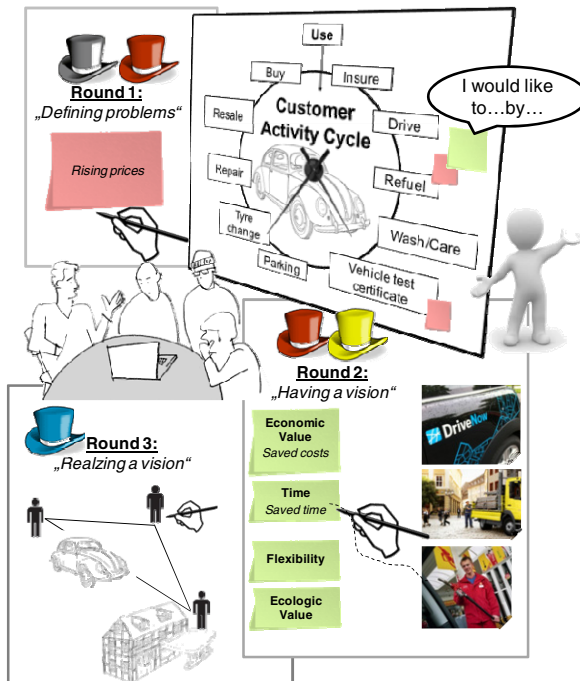 Round 1:
„Defining problems“
Rising prices
Use
Buy
Insure
Customer
Activity Cycle
Resale
Drive
Repair
Refuel
Tyre
change
Wash/Care
Parking
Vehicle test
certificate
I would like
to…by…
Round 2:
„Having a vision“
Economic
Value
Saved costs
Time
Saved time
Flexibility
Ecologic
Value
DriveNow
Round 3:
„Realzing a vision“